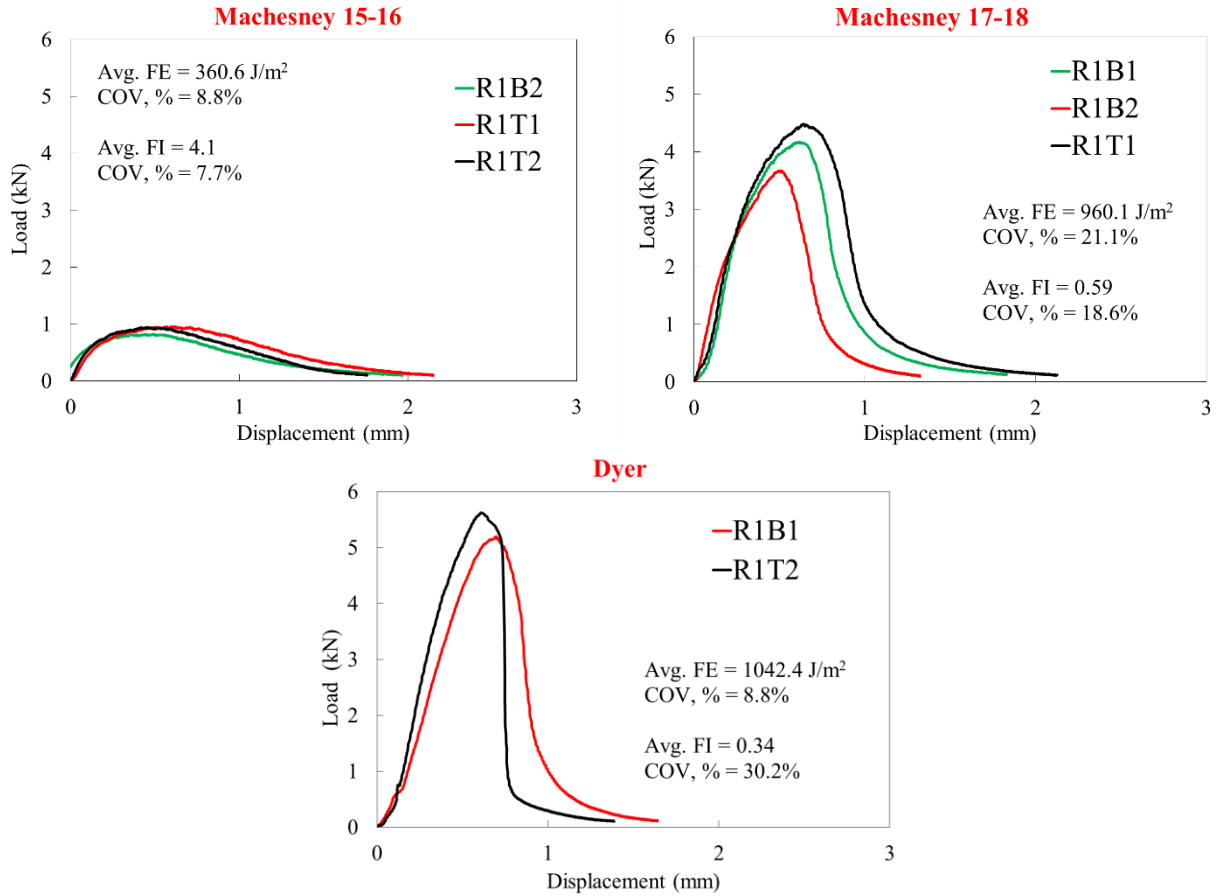 Machesney 15-16
6
5
4
3
2
1
0
Load (kN)
Avg. FE = 360.6 J/m²
COV, % = 8.8%
Avg. FI = 4.1
COV, % = 7.7%
R1B2
R1T1
R1T2
0 1 2 3
Displacement (mm)
Machesney 17-18
6
5
4
3
2
1
0
Load (kN)
R1B1
R1B2
R1T1
Avg. FE = 960.1 J/m²
COV, % = 21.1%
Avg. FI = 0.59
COV, % = 18.6%
0 1 2 3
Displacement (mm)
Dyer
6
5
4
3
2
1
0
Load (kN)
R1B1
R1T2
Avg. FE = 1042.4 J/m²
COV, % = 8.8%
Avg. FI = 0.34
COV, % = 30.2%
0 1 2 3
Displacement (mm)